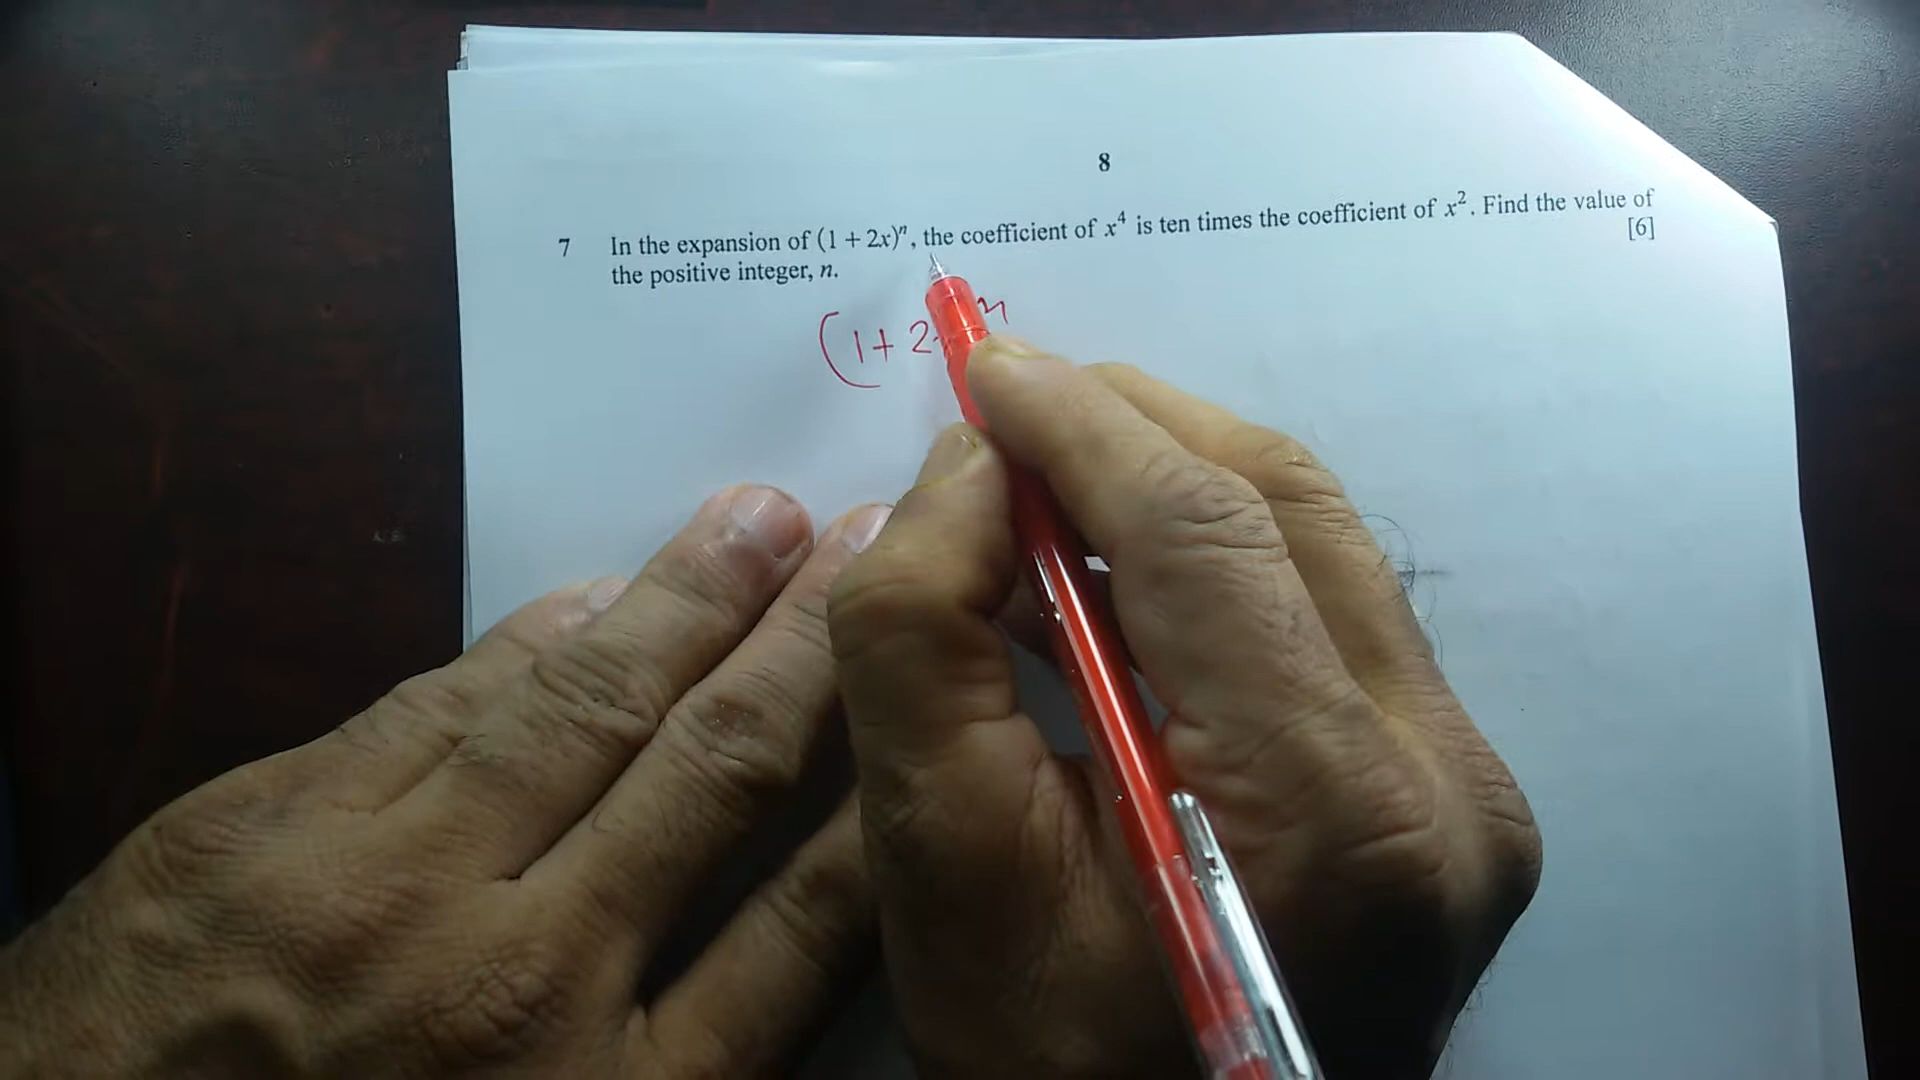 8
7 In the expansion of (1 + 2x)ⁿ, the coefficient of x⁴ is ten times the coefficient of x². Find the value of
the positive integer, n. [6]
(1+2